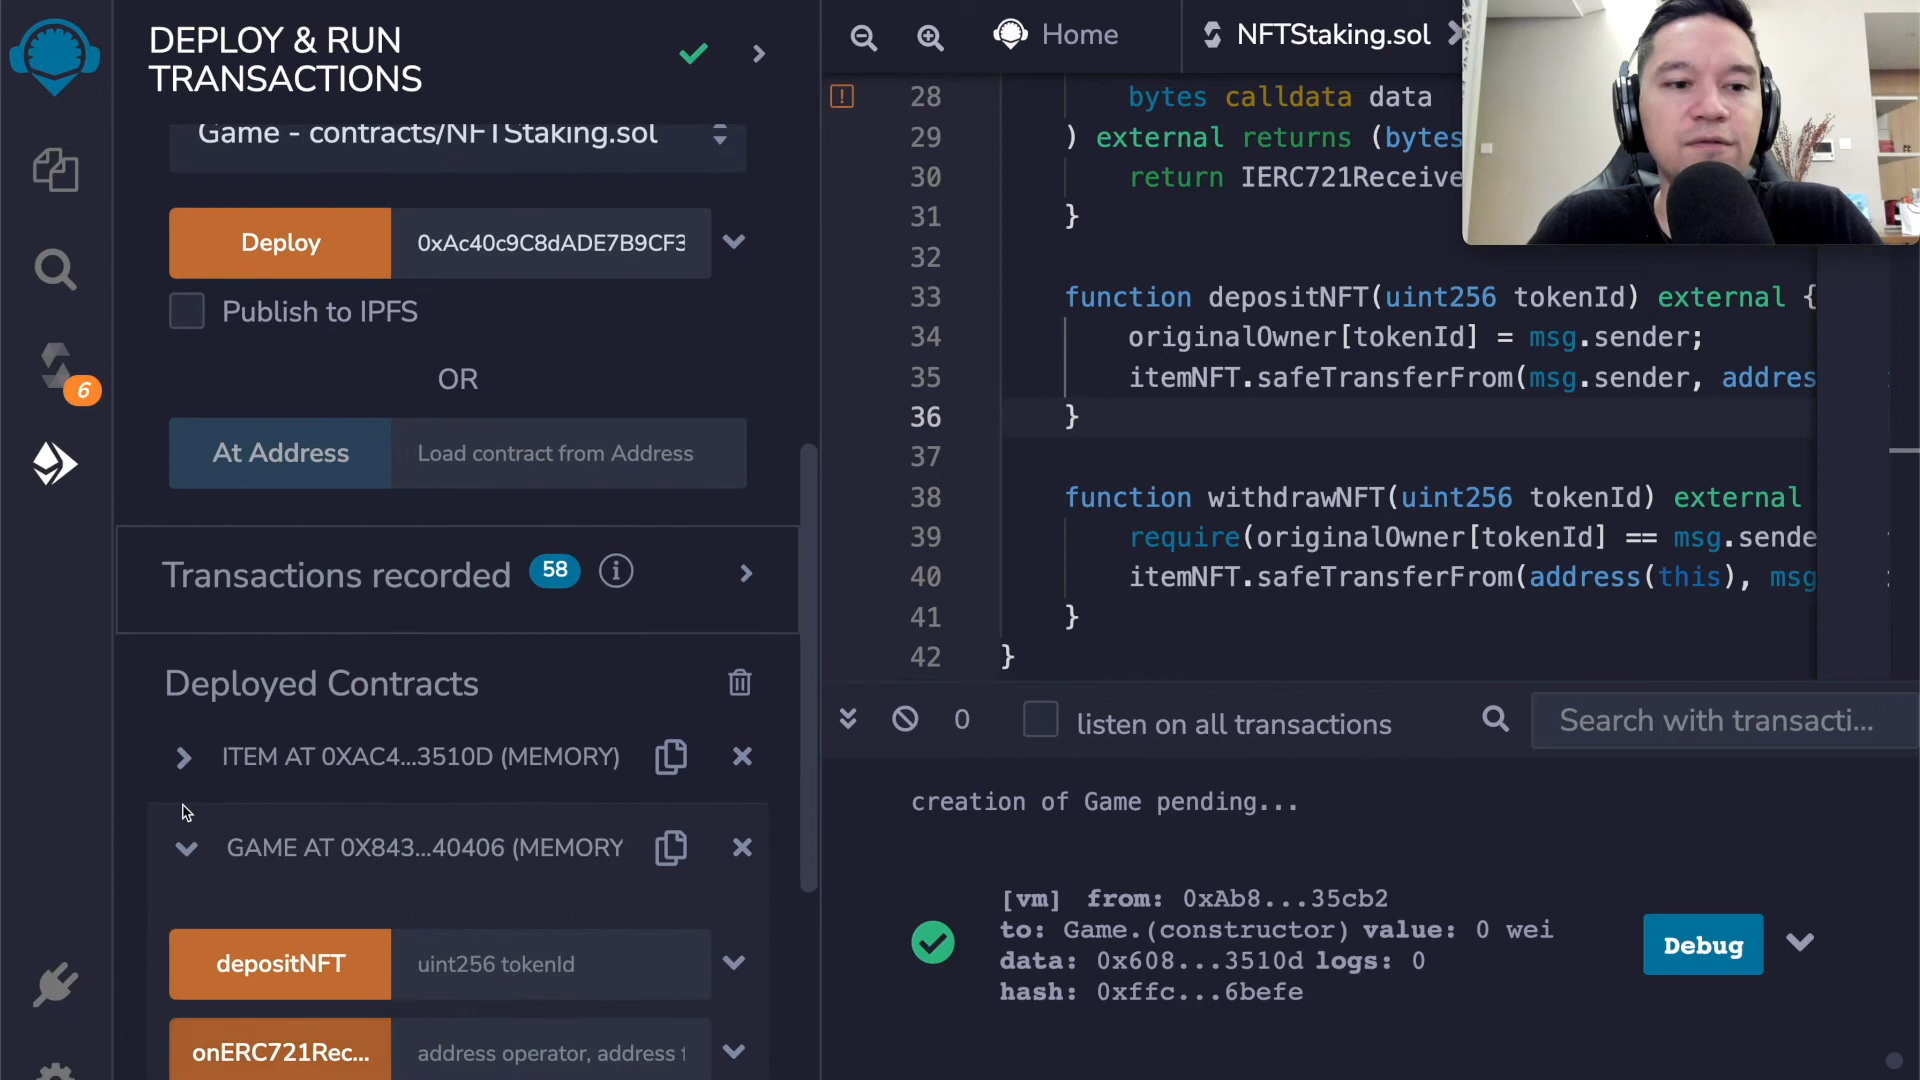 DEPLOY & RUN
TRANSACTIONS
Game - contracts/NFTStaking.sol
Deploy
0xAc40c9C8dADE7B9CF3
Publish to IPFS
OR
At Address
Load contract from Address
Transactions recorded 58
Deployed Contracts
ITEM AT 0XAC4...3510D (MEMORY)
GAME AT 0X843...40406 (MEMORY
depositNFT
uint256 tokenId
onERC721Rec...
address operator, address f
6
Home
NFTStaking.sol
28 bytes calldata data
29 ) external returns (bytes
30 return IERC721Receive
31 }
32
33 function depositNFT(uint256 tokenId) external {
34 originalOwner[tokenId] = msg.sender;
35 itemNFT.safeTransferFrom(msg.sender, addres
36 }
37
38 function withdrawNFT(uint256 tokenId) external
39 require(originalOwner[tokenId] == msg.sende
40 itemNFT.safeTransferFrom(address(this), msg
41 }
42 }
0
listen on all transactions
Search with transacti...
creation of Game pending...
[vm] from: 0xAb8...35cb2
to: Game.(constructor) value: 0 wei
data: 0x608...3510d logs: 0
hash: 0xffc...6befe
Debug